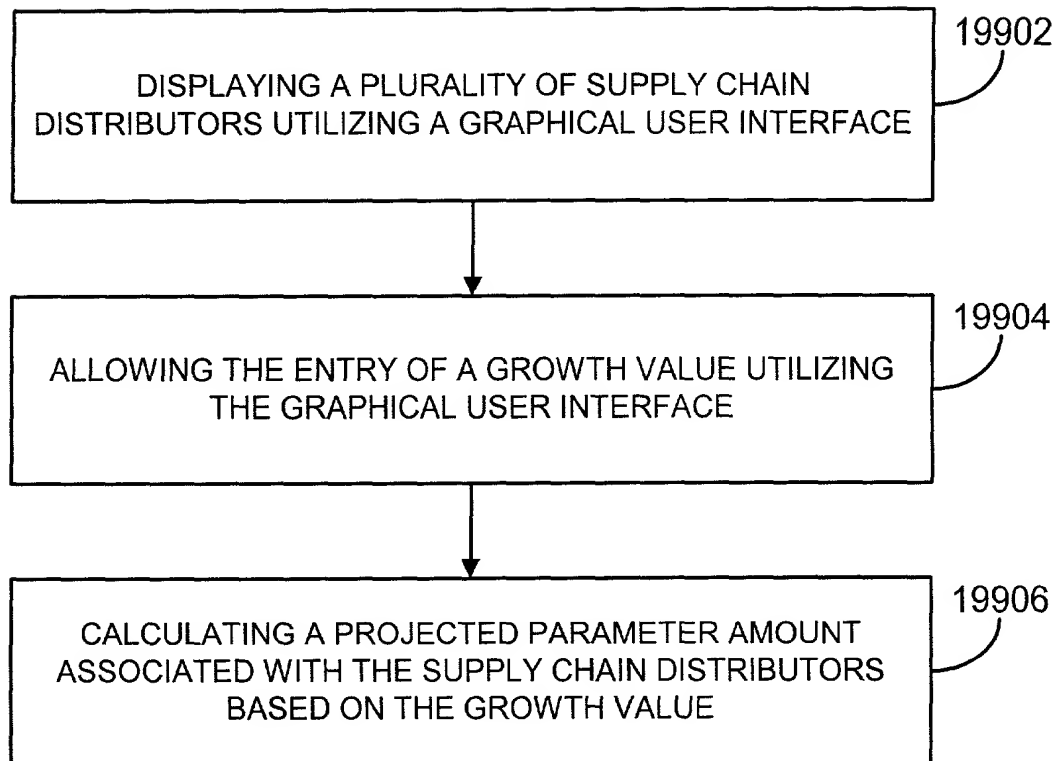 19902
DISPLAYING A PLURALITY OF SUPPLY CHAIN
DISTRIBUTORS UTILIZING A GRAPHICAL USER INTERFACE
19904
ALLOWING THE ENTRY OF A GROWTH VALUE UTILIZING
THE GRAPHICAL USER INTERFACE
19906
CALCULATING A PROJECTED PARAMETER AMOUNT
ASSOCIATED WITH THE SUPPLY CHAIN DISTRIBUTORS
BASED ON THE GROWTH VALUE